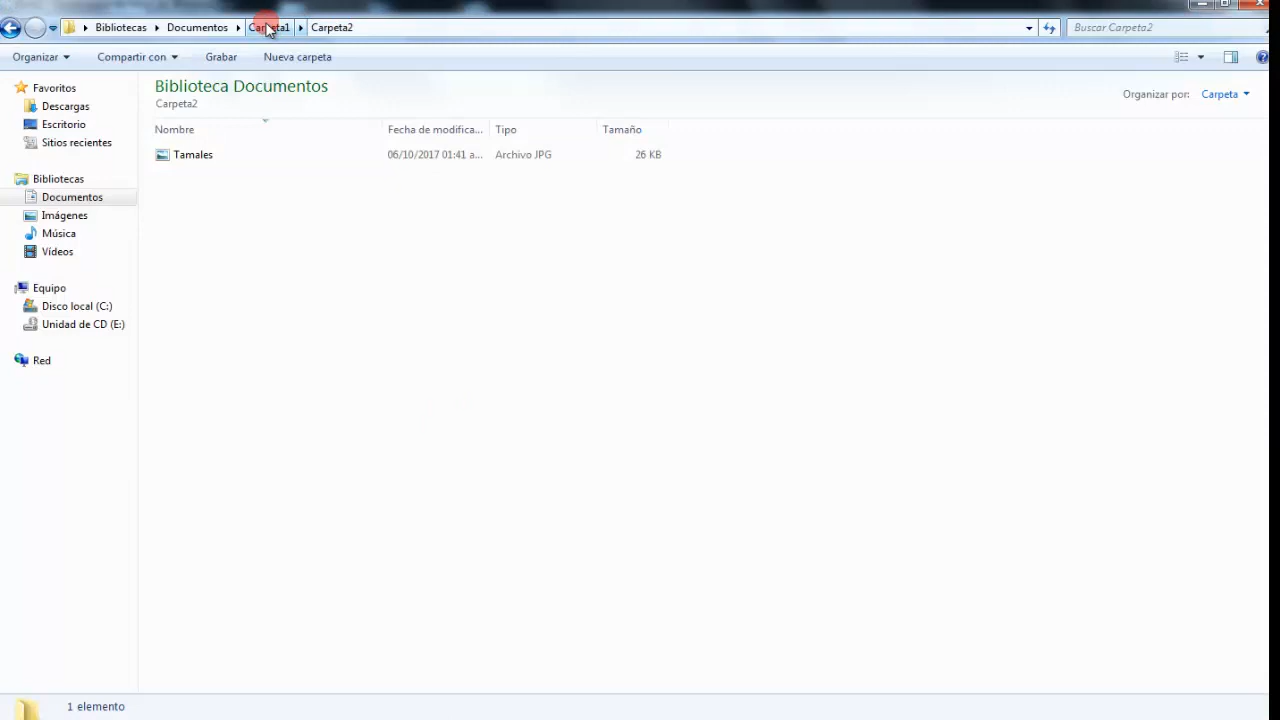 Bibliotecas Documentos Carpeta1 Carpeta2 Buscar Carpeta2
Organizar Compartir con Grabar Nueva carpeta
Favoritos
Descargas
Escritorio
Sitios recientes
Bibliotecas
Documentos
Imágenes
Música
Vídeos
Equipo
Disco local (C:)
Unidad de CD (E:)
Red
Biblioteca Documentos
Carpeta2
Organizar por: Carpeta
Nombre Fecha de modifica... Tipo Tamaño
Tamales 06/10/2017 01:41 a... Archivo JPG 26 KB
1 elemento